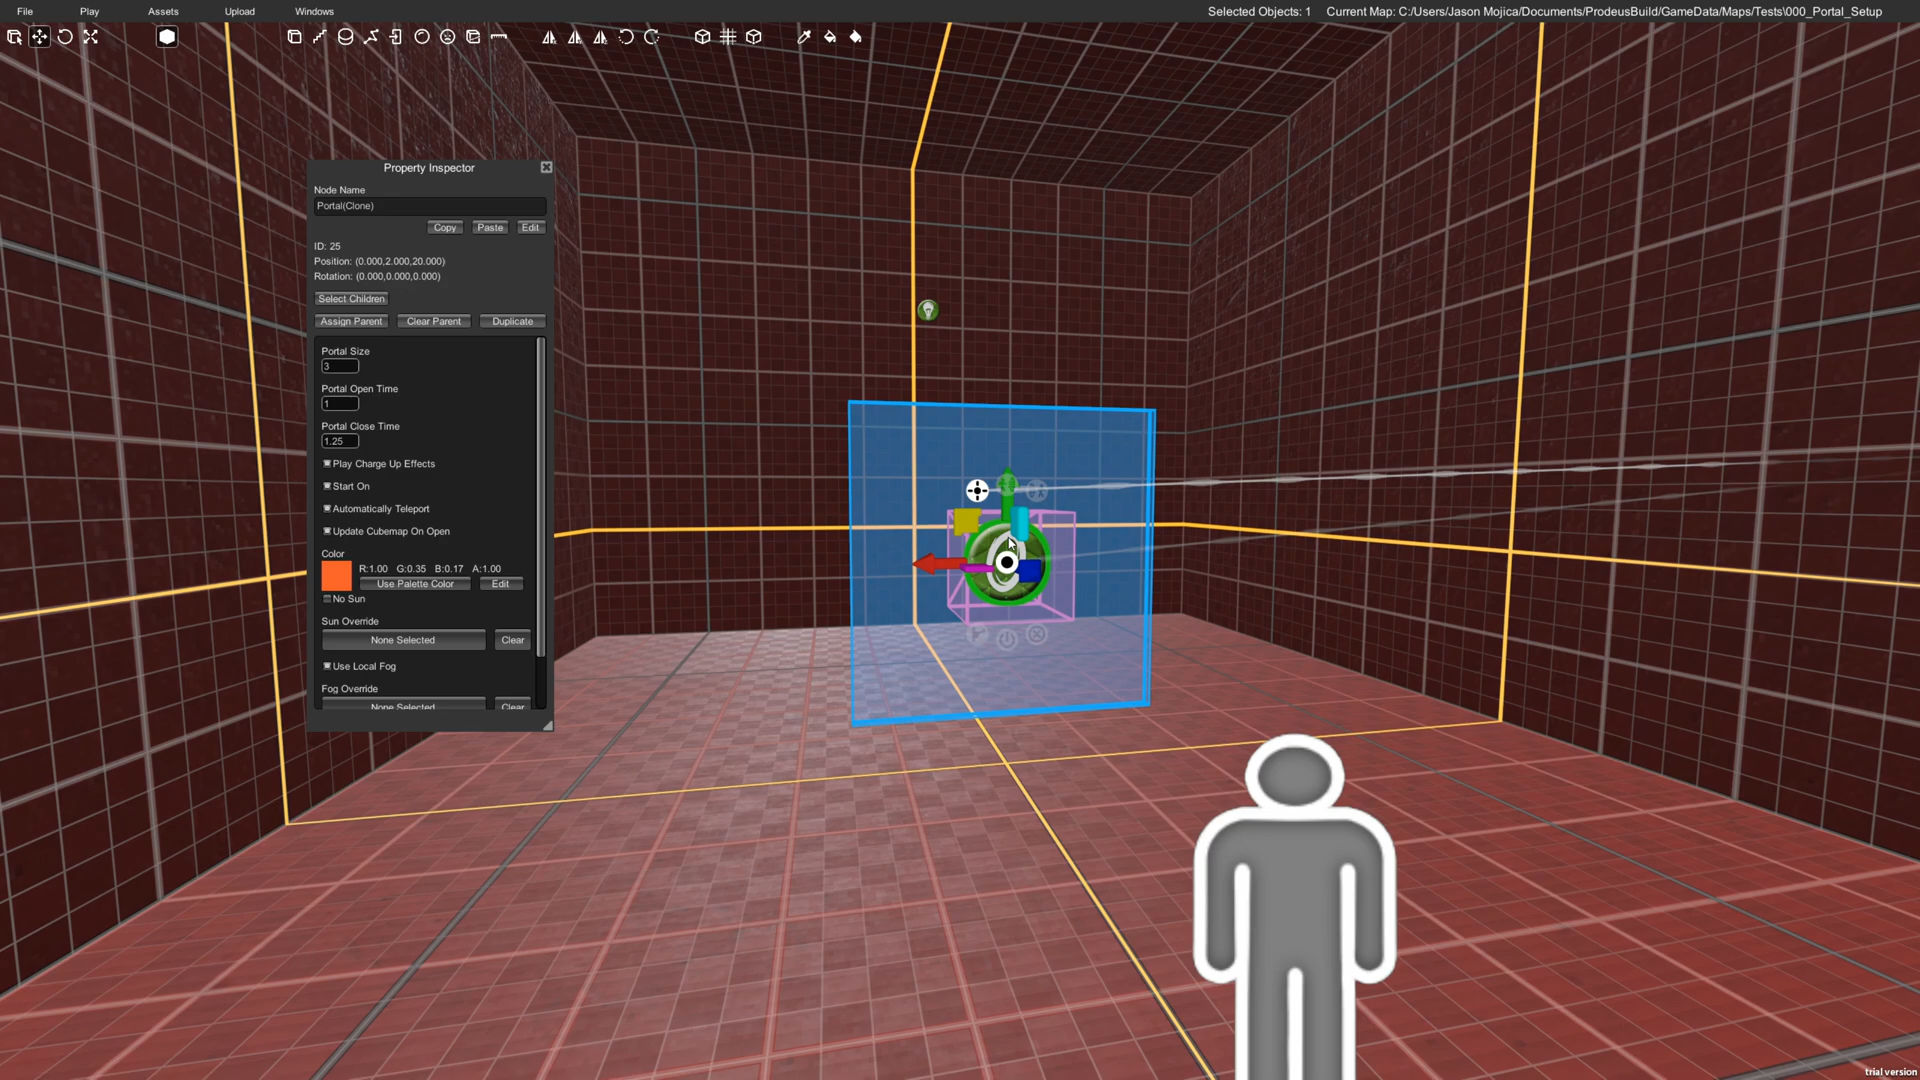 File Play Assets Upload Windows Selected Objects: 1 Current Map: C:/Users/Jason Mojica/Documents/ProdeusBuild/GameData/Maps/Tests\000_Portal_Setup
Property Inspector
Node Name
Portal(Clone)
Copy Paste Edit
ID: 25
Position: (0.000,2.000,20.000)
Rotation: (0.000,0.000,0.000)
Select Children
Assign Parent Clear Parent Duplicate
Portal Size
3
Portal Open Time
1
Portal Close Time
1.25
Play Charge Up Effects
Start On
Automatically Teleport
Update Cubemap On Open
Color
R:1.00 G:0.35 B:0.17 A:1.00
Use Palette Color Edit
No Sun
Sun Override
None Selected Clear
Use Local Fog
Fog Override
None Selected Clear
trial version